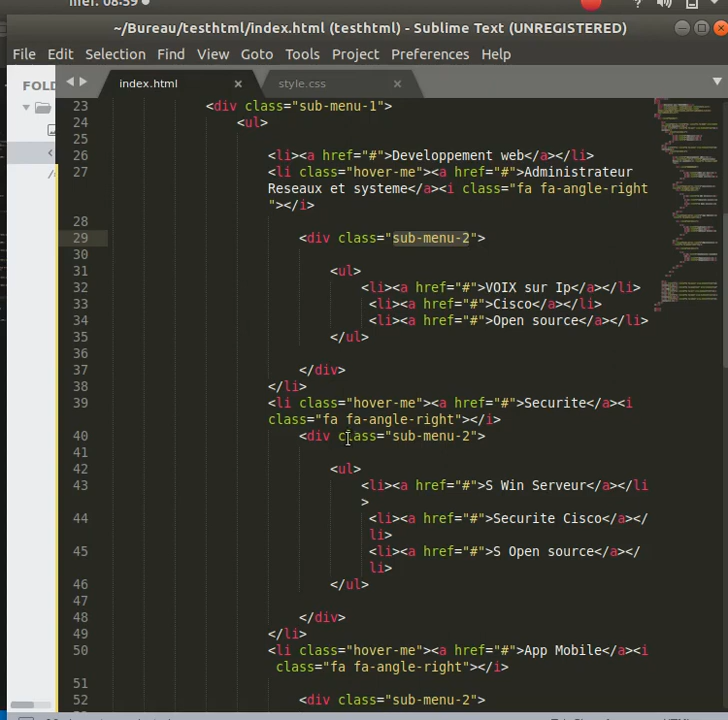 mer. 08:59
~/Bureau/testhtml/index.html (testhtml) - Sublime Text (UNREGISTERED)
File Edit Selection Find View Goto Tools Project Preferences Help
FOLD
index.html × style.css ×
23 <div class="sub-menu-1">
24 <ul>
25
26 <li><a href="#">Developpement web</a></li>
27 <li class="hover-me"><a href="#">Administrateur
Reseaux et systeme</a><i class="fa fa-angle-right
"></i>
28
29 <div class="sub-menu-2">
30
31 <ul>
32 <li><a href="#">VOIX sur Ip</a></li>
33 <li><a href="#">Cisco</a></li>
34 <li><a href="#">Open source</a></li>
35 </ul>
36
37 </div>
38 </li>
39 <li class="hover-me"><a href="#">Securite</a><i
class="fa fa-angle-right"></i>
40 <div class="sub-menu-2">
41
42 <ul>
43 <li><a href="#">S Win Serveur</a></li
>
44 <li><a href="#">Securite Cisco</a></
li>
45 <li><a href="#">S Open source</a></
li>
46 </ul>
47
48 </div>
49 </li>
50 <li class="hover-me"><a href="#">App Mobile</a><i
class="fa fa-angle-right"></i>
51
52 <div class="sub-menu-2">